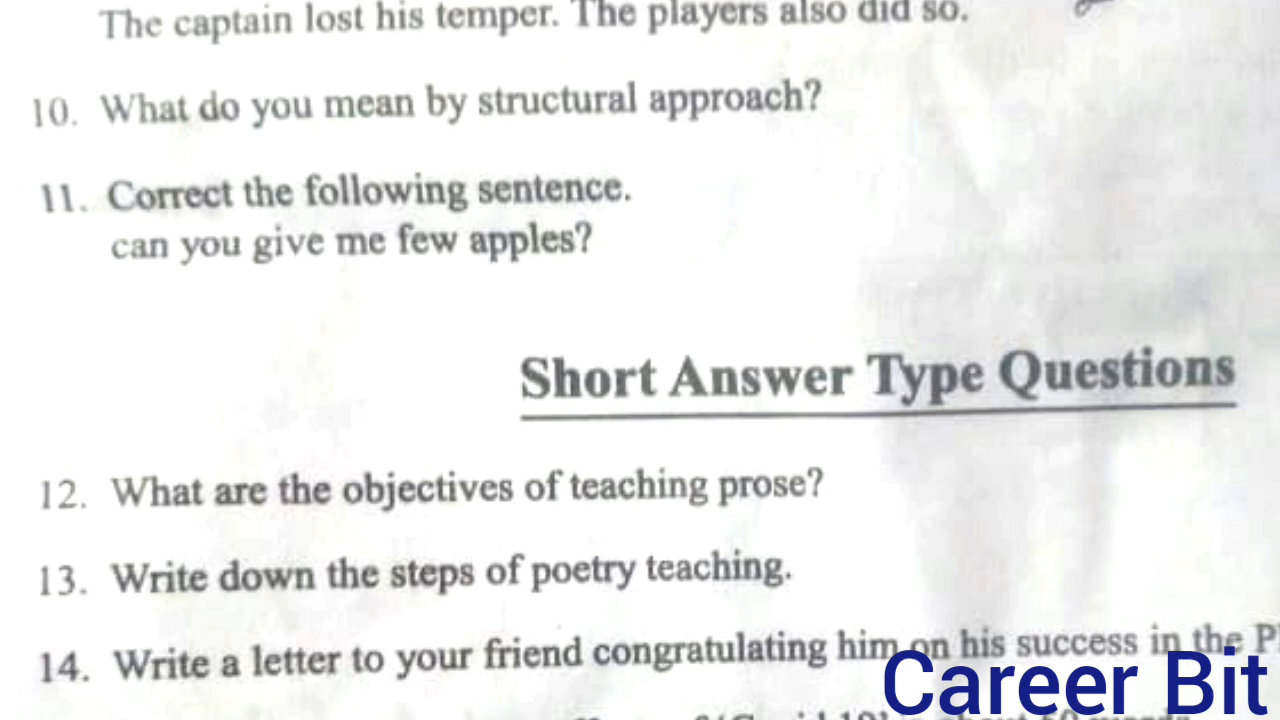 The captain lost his temper. The players also did so.
10. What do you mean by structural approach?
11. Correct the following sentence.
can you give me few apples?
Short Answer Type Questions
12. What are the objectives of teaching prose?
13. Write down the steps of poetry teaching.
14. Write a letter to your friend congratulating him on his success in the
Career Bit